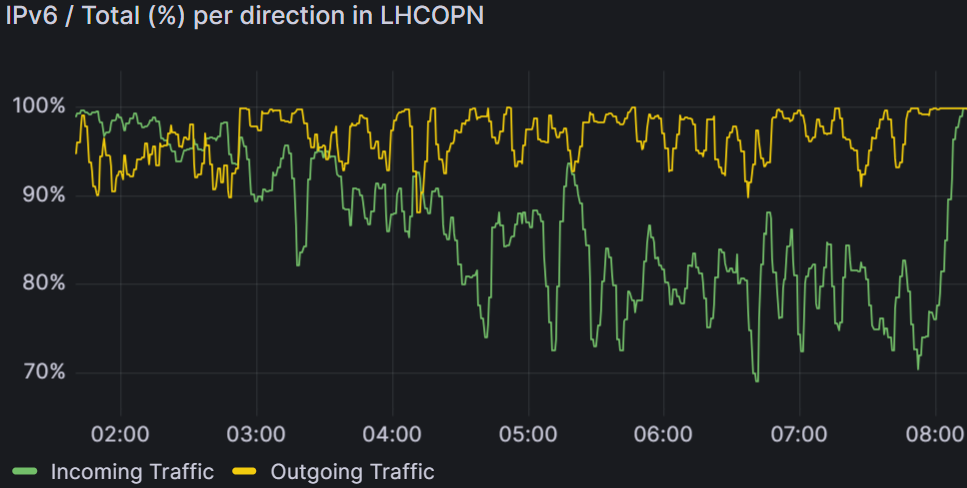 IPv6 / Total (%) per direction in LHCOPN
100%
90%
80%
70%
02:00 03:00 04:00 05:00 06:00 07:00 08:00
Incoming Traffic Outgoing Traffic